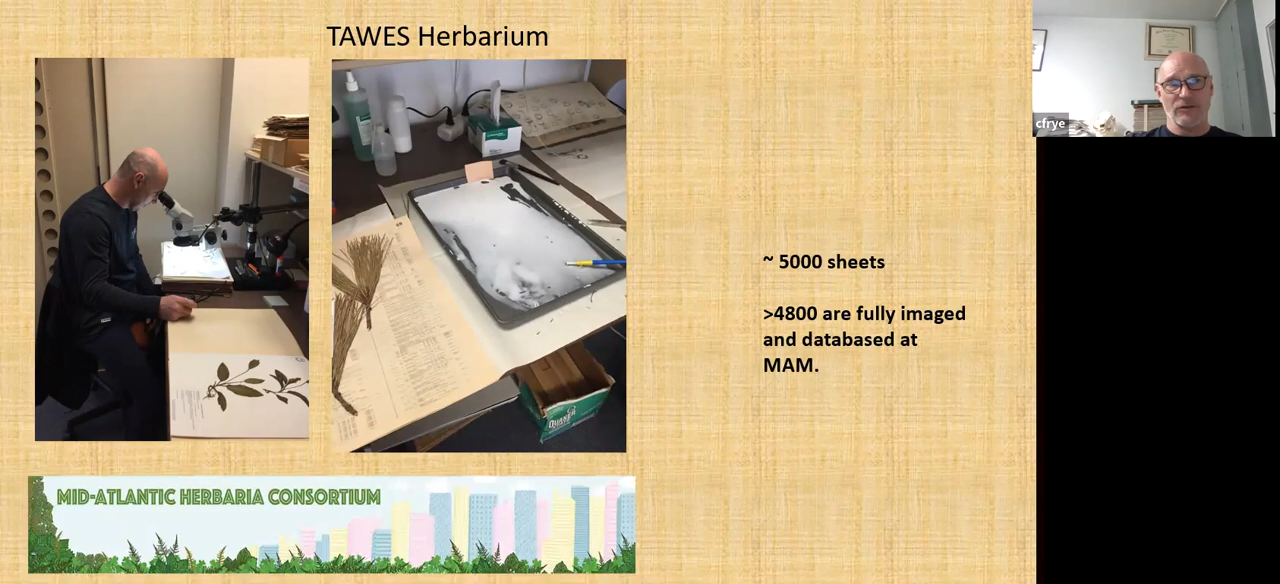 TAWES Herbarium
cfrye
~ 5000 sheets
>4800 are fully imaged
and databased at
MAM.
MID-ATLANTIC HERBARIA CONSORTIUM